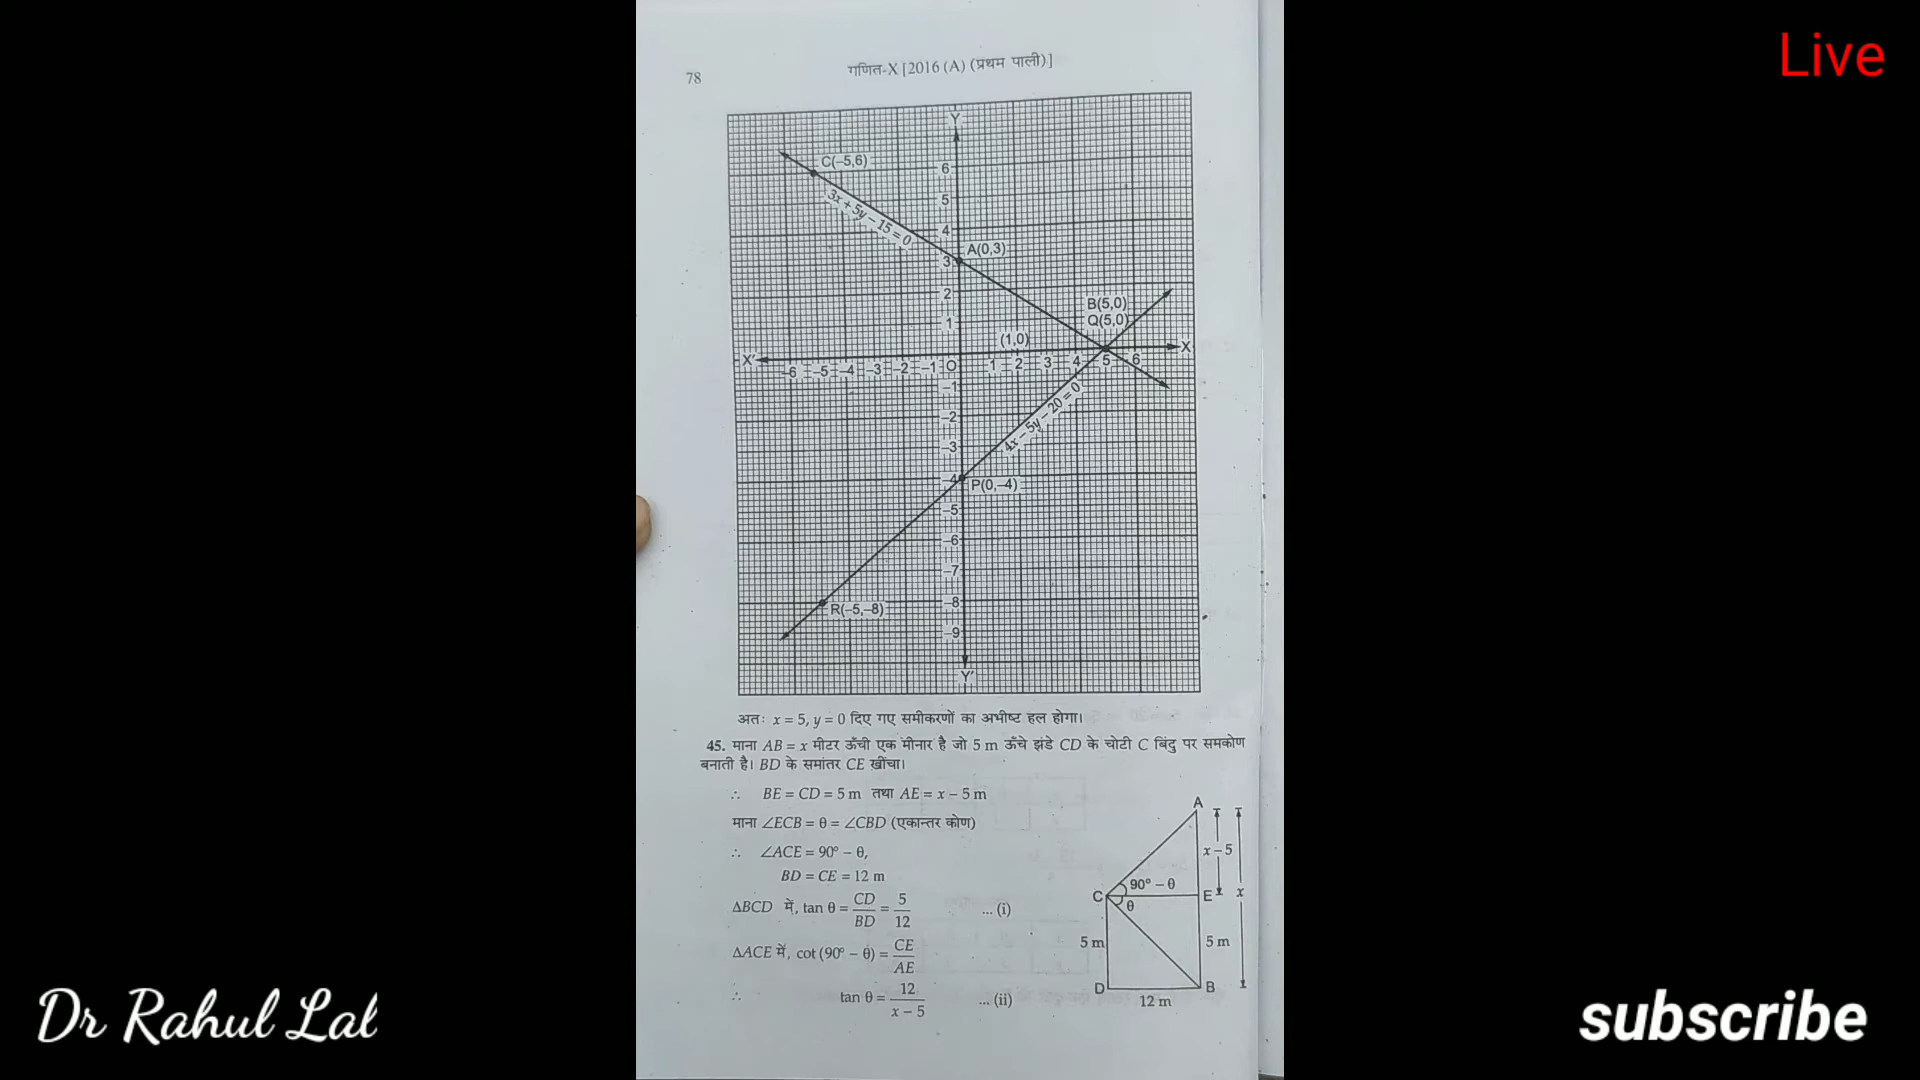 Live
78
गणित-X [2016 (A) (प्रथम पाली)]
Y
C(–5,6)
6
3x + 5y – 15 = 0
5
4
A(0,3)
3
2
B(5,0)
1
Q(5,0)
(1,0)
X′
X
–6 –5 –4 –3 –2 –1 O 1 2 3 4 5 6
–1
–2
4x – 5y – 20 = 0
–3
–4
P(0,–4)
–5
–6
–7
–8
R(–5,–8)
–9
Y′
अतः x = 5, y = 0 दिए गए समीकरणों का अभीष्ट हल होगा।
45. माना AB = x मीटर ऊँची एक मीनार है जो 5 m ऊँचे झंडे CD के चोटी C बिंदु पर समकोण
बनाती है। BD के समांतर CE खींचा।
∴ BE = CD = 5 m तथा AE = x – 5 m
माना ∠ECB = θ = ∠CBD (एकान्तर कोण)
∴ ∠ACE = 90° – θ,
BD = CE = 12 m
ΔBCD में, tan θ = CD/BD = 5/12 ... (i)
ΔACE में, cot (90° – θ) = CE/AE
∴ tan θ = 12/(x – 5) ... (ii)
A
x – 5
90° – θ
C
E
x
θ
5 m
5 m
D
B
12 m
Dr Rahul Lal
subscribe